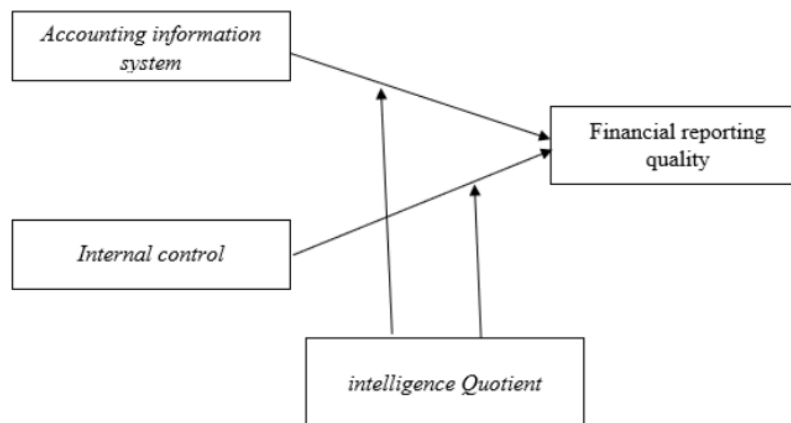 Accounting information
system
Financial reporting
quality
Internal control
intelligence Quotient